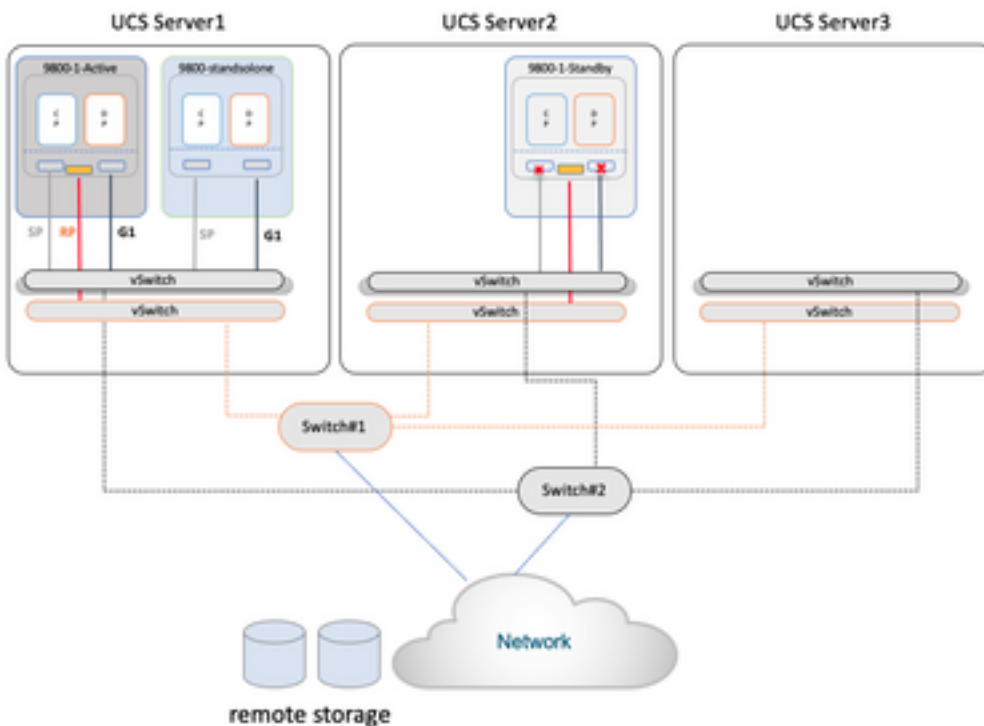 UCS Server1
UCS Server2
UCS Server3
9800-1-Active
9800-standsolone
9800-1-Standby
C
P
D
P
C
P
D
P
C
P
D
P
SP
RP
G1
SP
G1
vSwitch
vSwitch
vSwitch
vSwitch
vSwitch
vSwitch
Switch#1
Switch#2
Network
remote storage